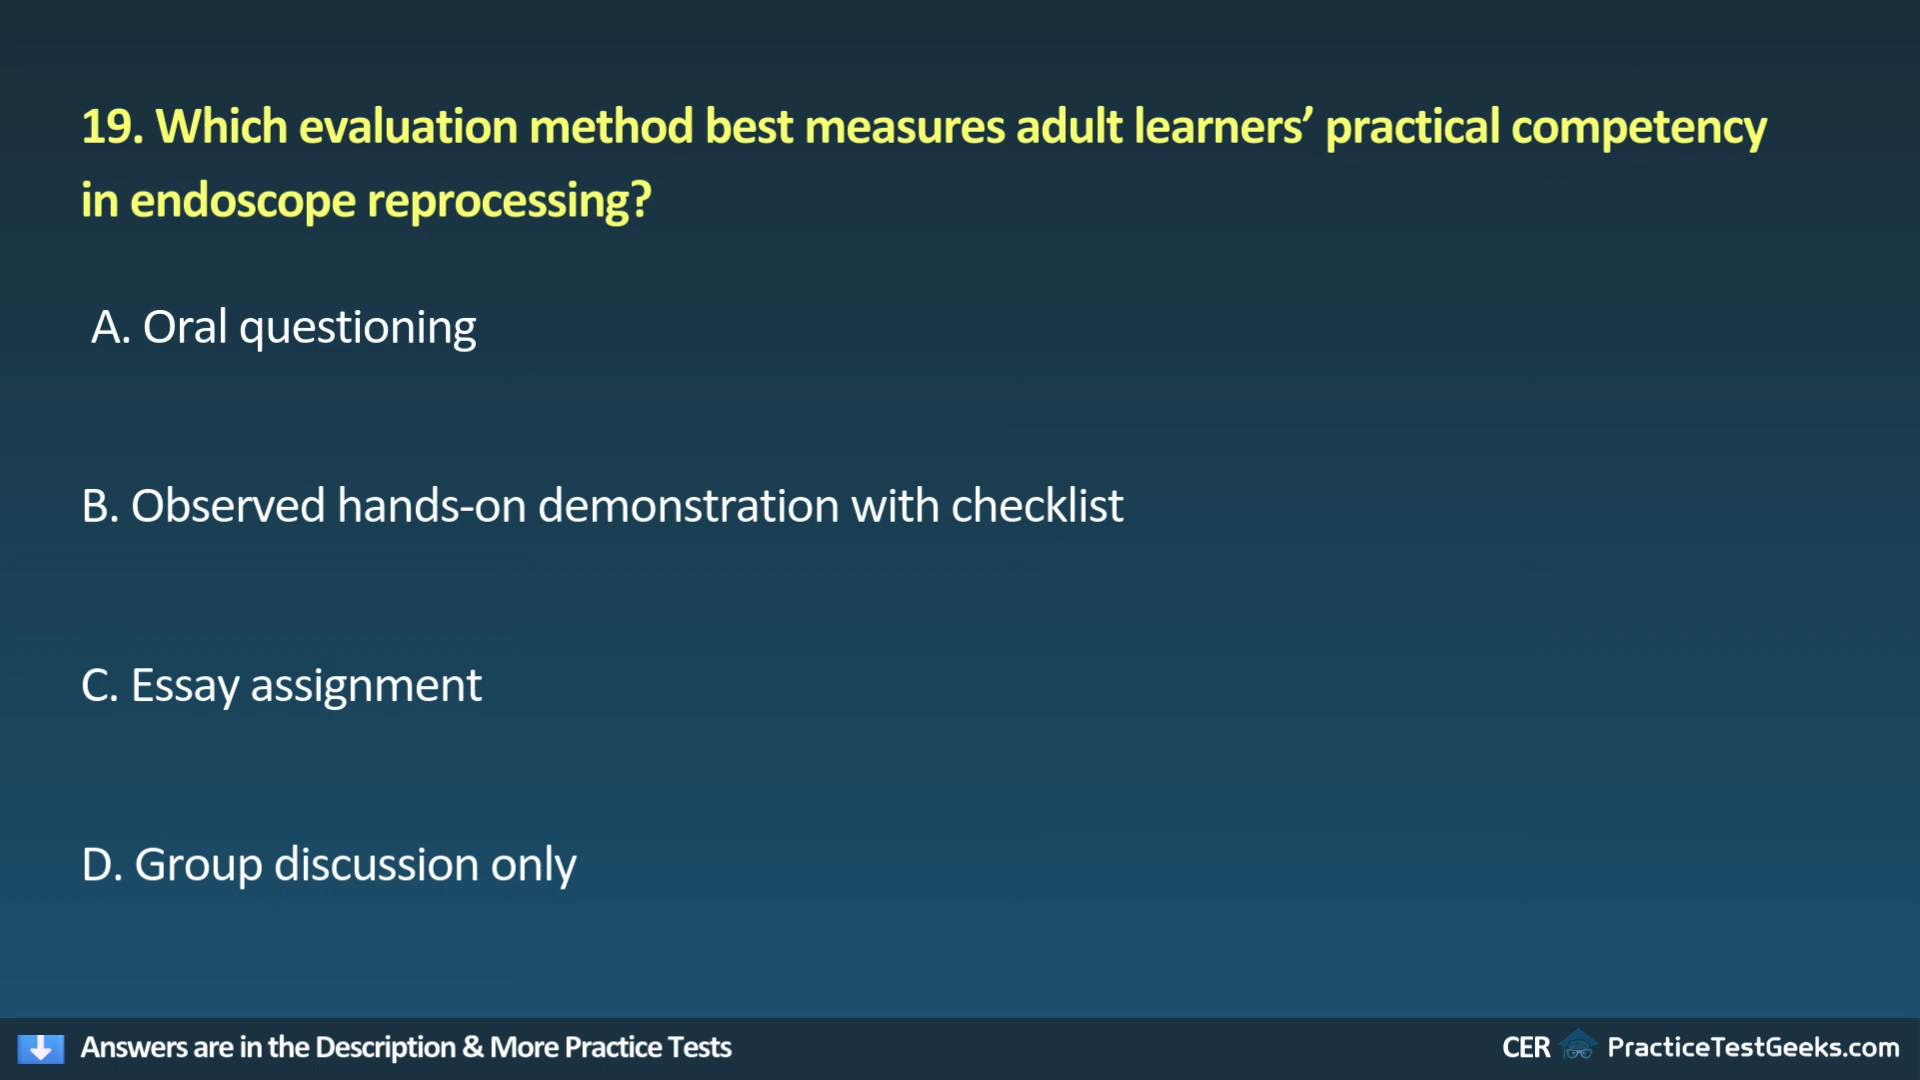 19. Which evaluation method best measures adult learners’ practical competency
in endoscope reprocessing?
A. Oral questioning
B. Observed hands-on demonstration with checklist
C. Essay assignment
D. Group discussion only
Answers are in the Description & More Practice Tests
CER PracticeTestGeeks.com